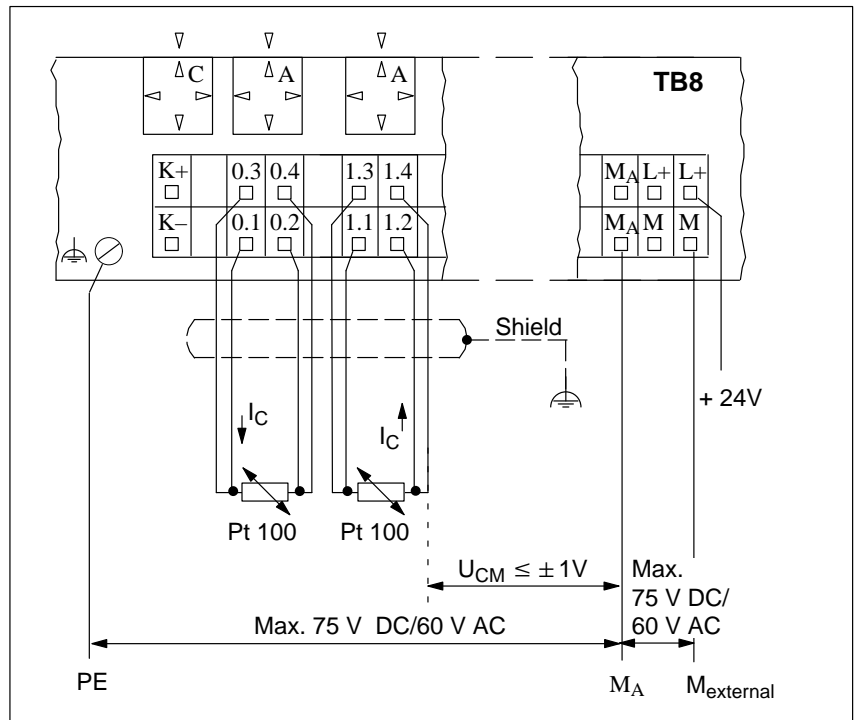 C A A TB8
K+ 0.3 0.4 1.3 1.4 MA L+ L+
K− 0.1 0.2 1.1 1.2 MA M M
Shield
+ 24V
IC IC
Pt 100 Pt 100
UCM ≤ ± 1V Max.
75 V DC/
Max. 75 V DC/60 V AC 60 V AC
PE MA Mexternal